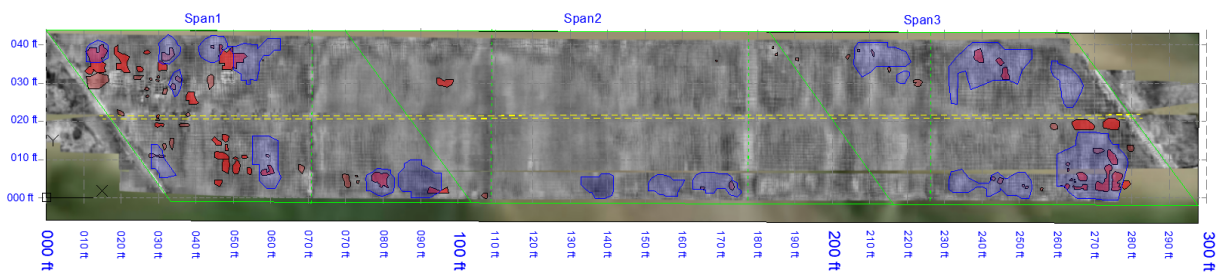 Span1 Span2 Span3
040 ft
030 ft
020 ft
010 ft
000 ft
Y
X
000 ft 010 ft 020 ft 030 ft 040 ft 050 ft 060 ft 070 ft 080 ft 090 ft 100 ft 110 ft 120 ft 130 ft 140 ft 150 ft 160 ft 170 ft 180 ft 190 ft 200 ft 210 ft 220 ft 230 ft 240 ft 250 ft 260 ft 270 ft 280 ft 290 ft 300 ft